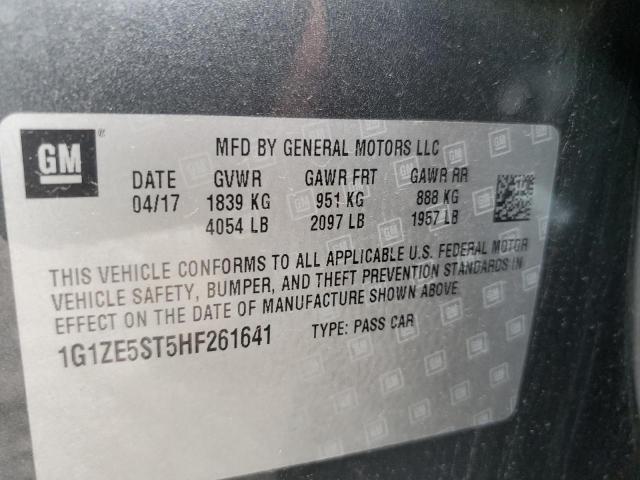 GM
MFD BY GENERAL MOTORS LLC
DATE GVWR GAWR FRT GAWR RR
04/17 1839 KG 951 KG 888 KG
4054 LB 2097 LB 1957 LB
THIS VEHICLE CONFORMS TO ALL APPLICABLE U.S. FEDERAL MOTOR
VEHICLE SAFETY, BUMPER, AND THEFT PREVENTION STANDARDS IN
EFFECT ON THE DATE OF MANUFACTURE SHOWN ABOVE.
1G1ZE5ST5HF261641 TYPE: PASS CAR